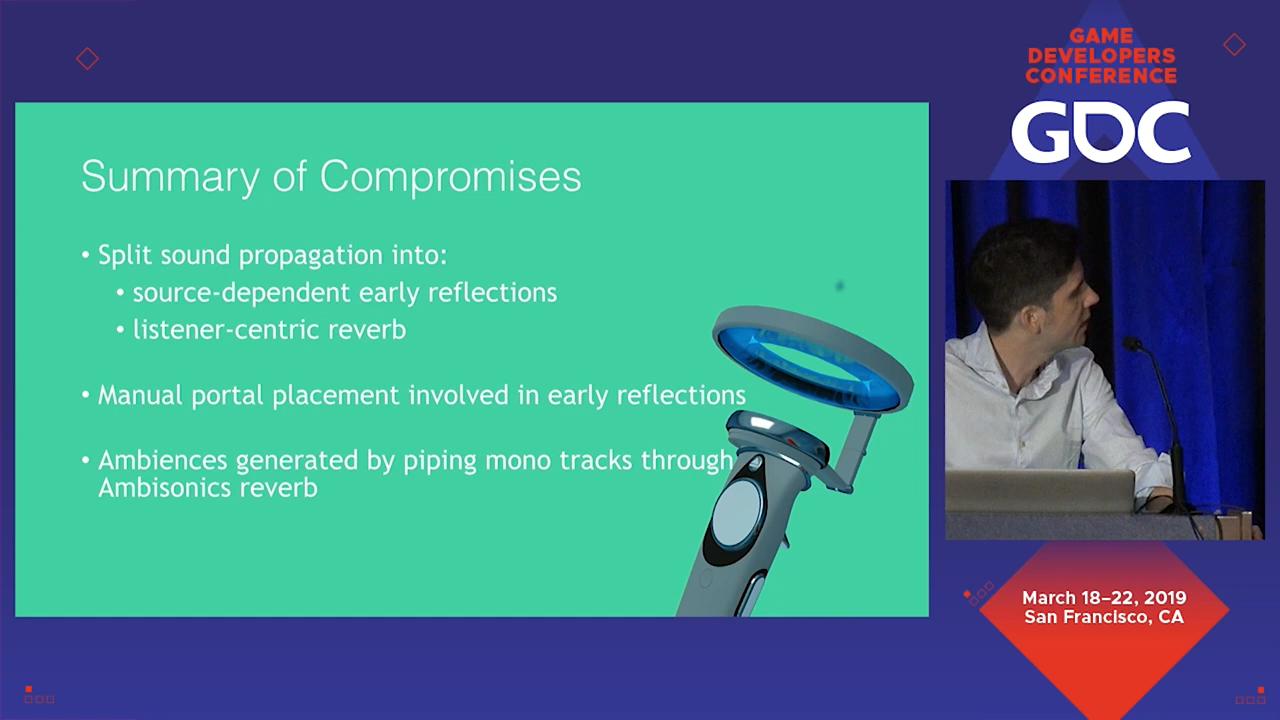 GAME
DEVELOPERS
CONFERENCE
GDC
Summary of Compromises
• Split sound propagation into:
• source-dependent early reflections
• listener-centric reverb
• Manual portal placement involved in early reflections
• Ambiences generated by piping mono tracks through
Ambisonics reverb
March 18–22, 2019
San Francisco, CA